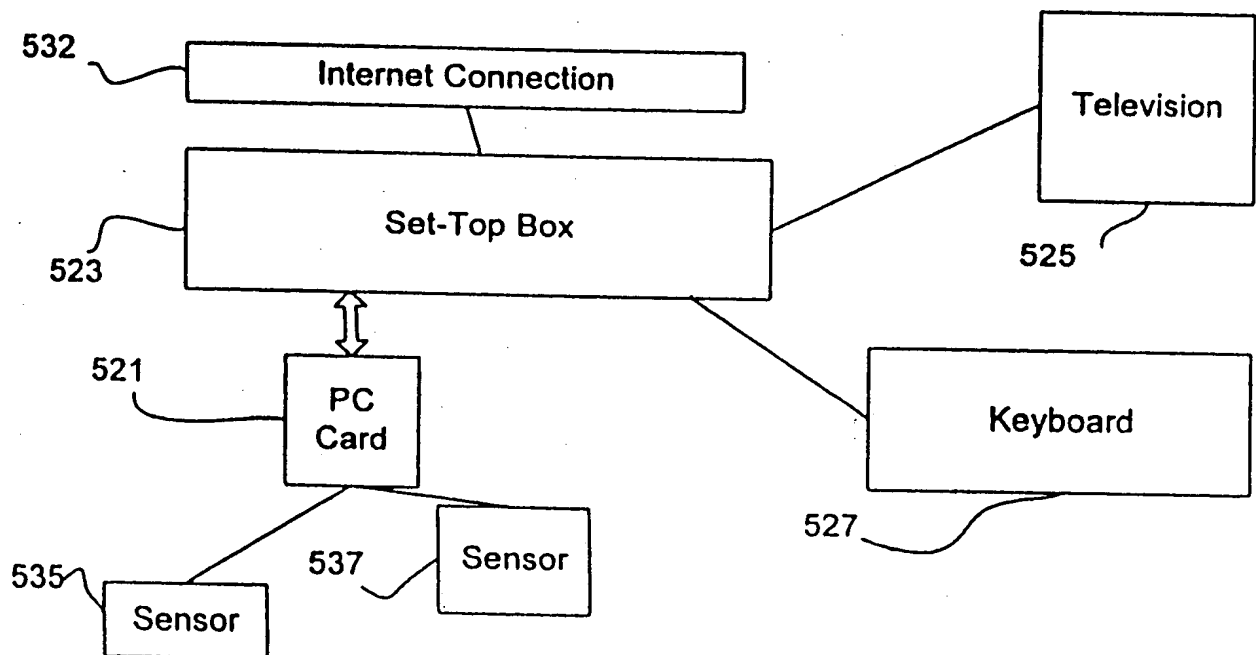 532
Internet Connection
Television
Set-Top Box
523
525
521
PC
Card
Keyboard
527
537
Sensor
535
Sensor